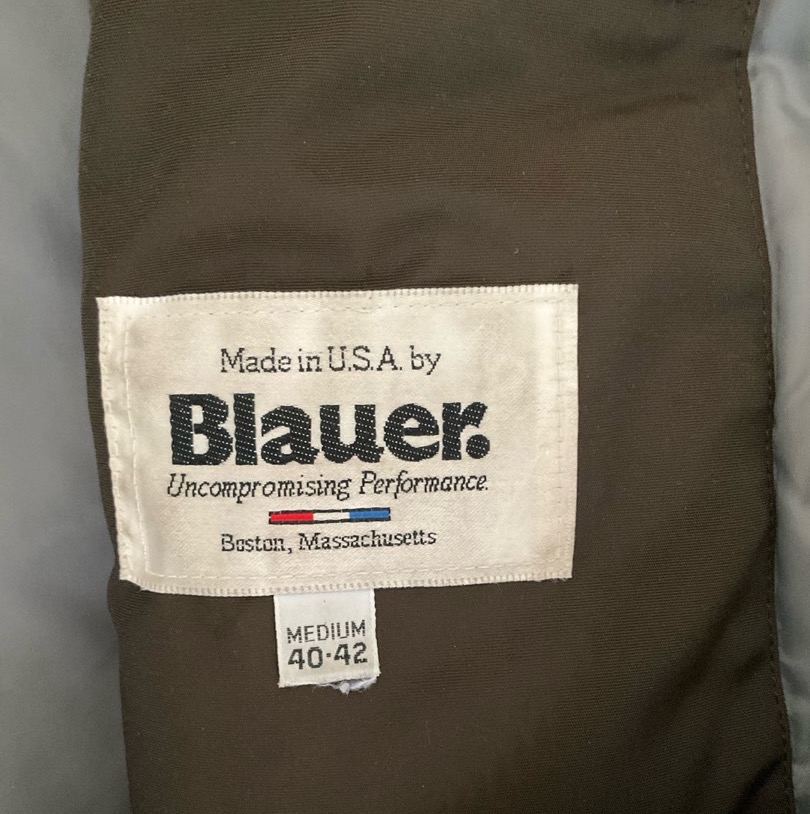 Made in U.S.A. by
Blauer.
Uncompromising Performance.
Boston, Massachusetts
MEDIUM
40·42